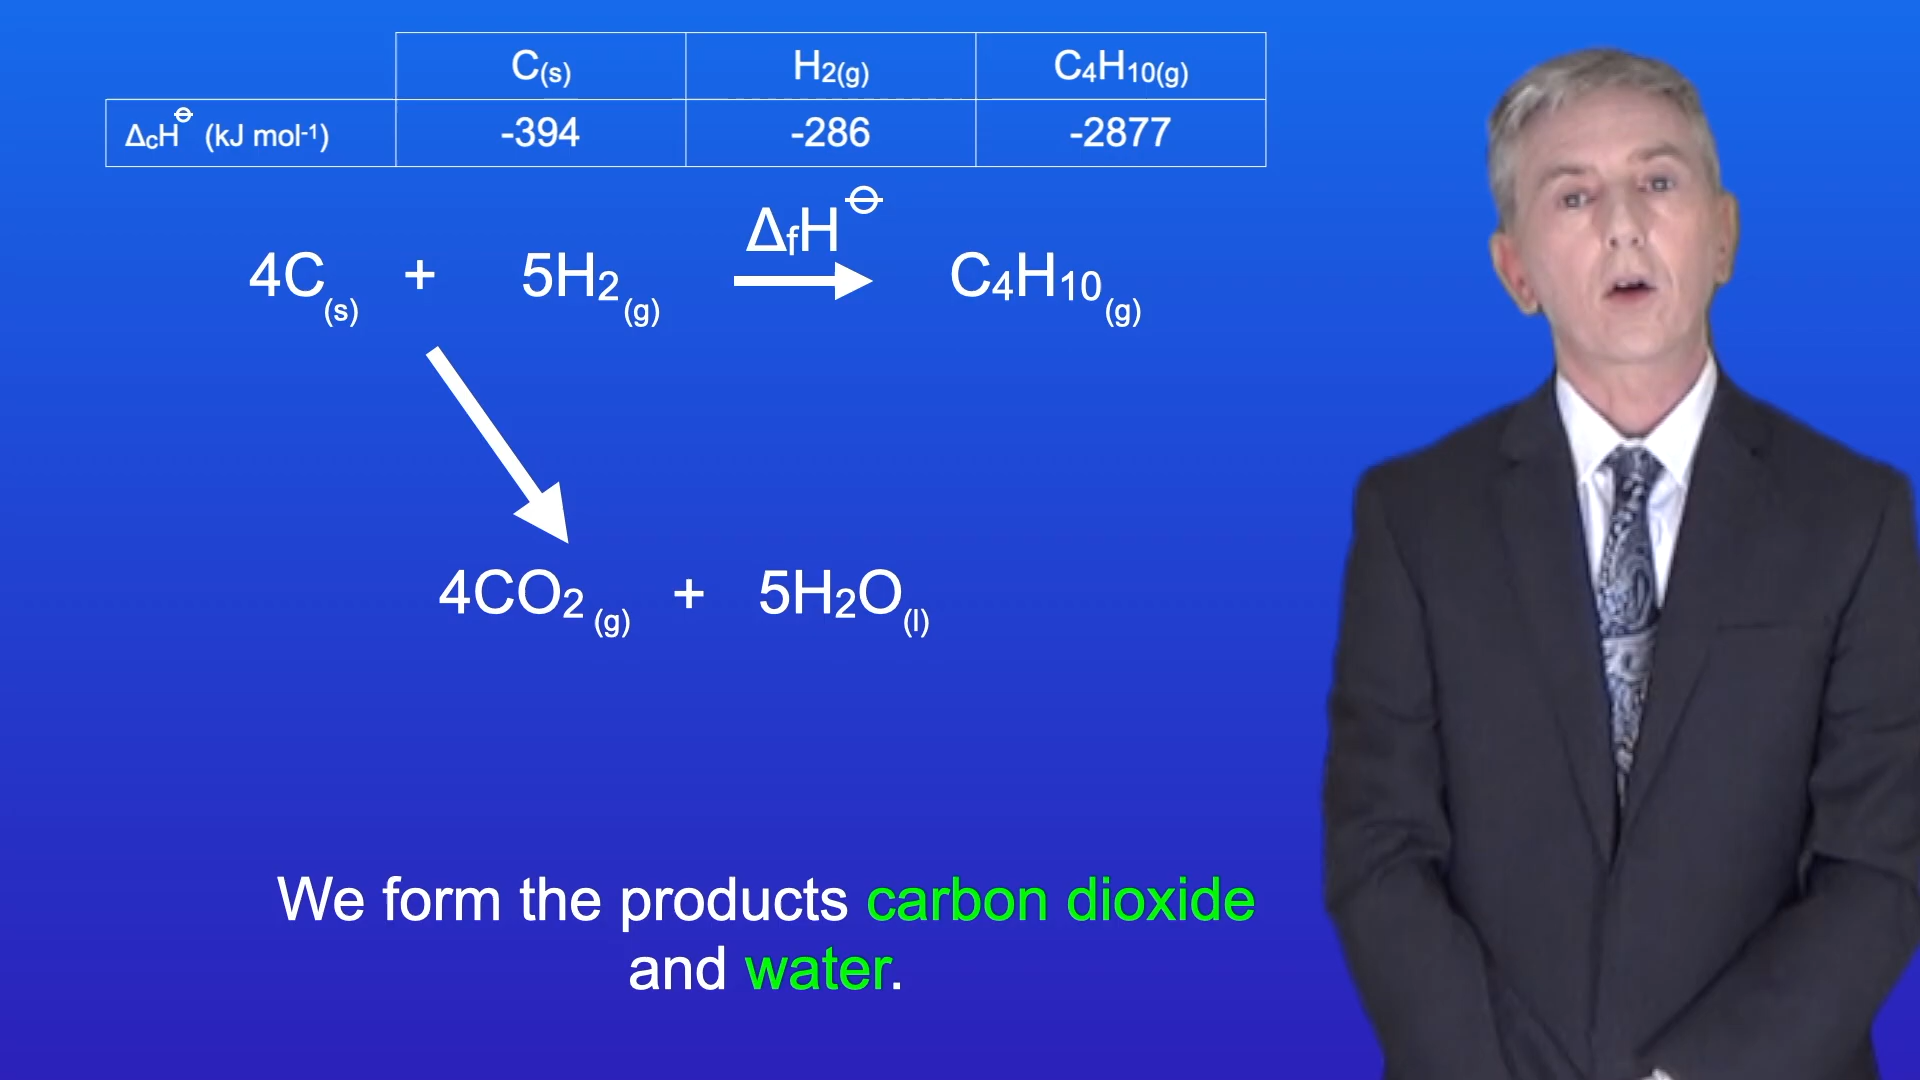 C(s) H2(g) C4H10(g)
ΔcH⊖ (kJ mol-1) -394 -286 -2877
ΔfH⊖
4C(s) + 5H2(g) C4H10(g)
4CO2(g) + 5H2O(l)
We form the products carbon dioxide
and water.